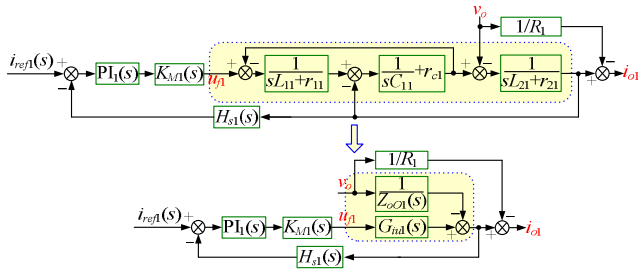 v_o
1/R_1
i_ref1(s) + − PI_1(s) K_M1(s) u_f1 + − 1/(sL_11+r_11) + − 1/(sC_11)+r_c1 + + 1/(sL_21+r_21) + − i_o1
H_s1(s)
1/R_1
v_o 1/Z_oO1(s)
i_ref1(s) + − PI_1(s) K_M1(s) u_f1 G_iu1(s) + − + − i_o1
H_s1(s)